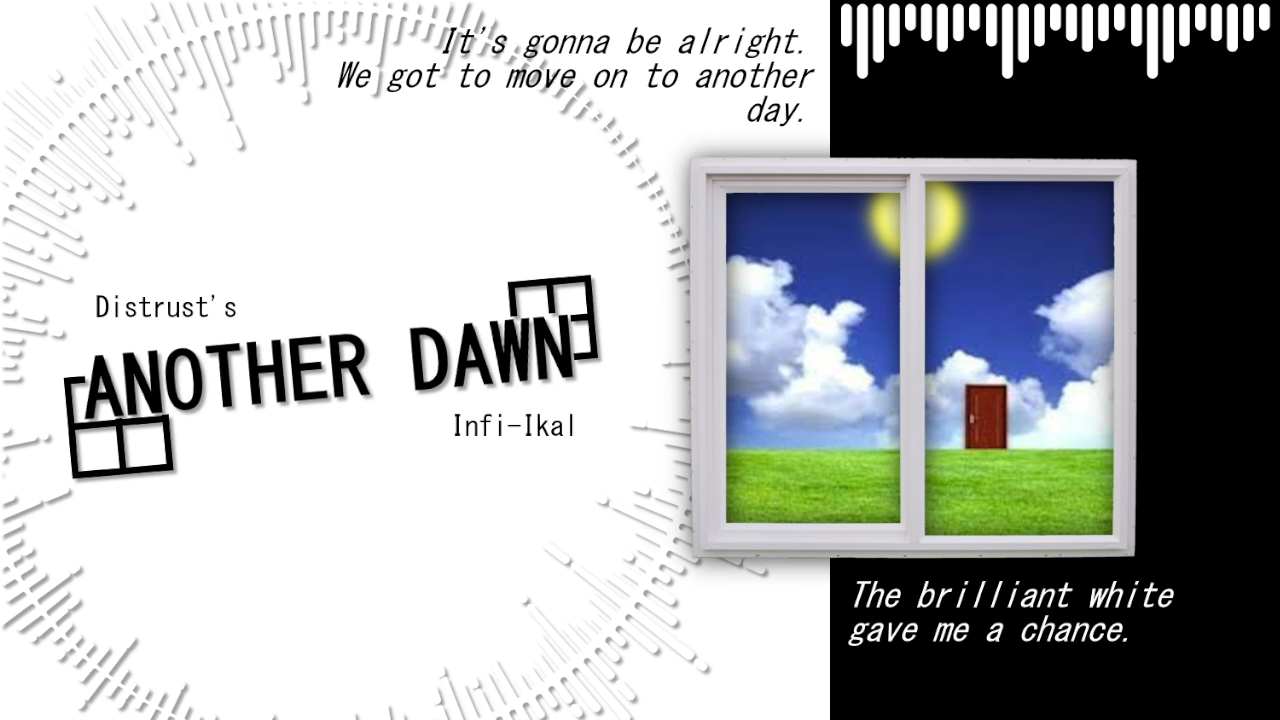 It's gonna be alright.
We got to move on to another
day.
Distrust's
ANOTHER DAWN
Infi-Ikal
The brilliant white
gave me a chance.